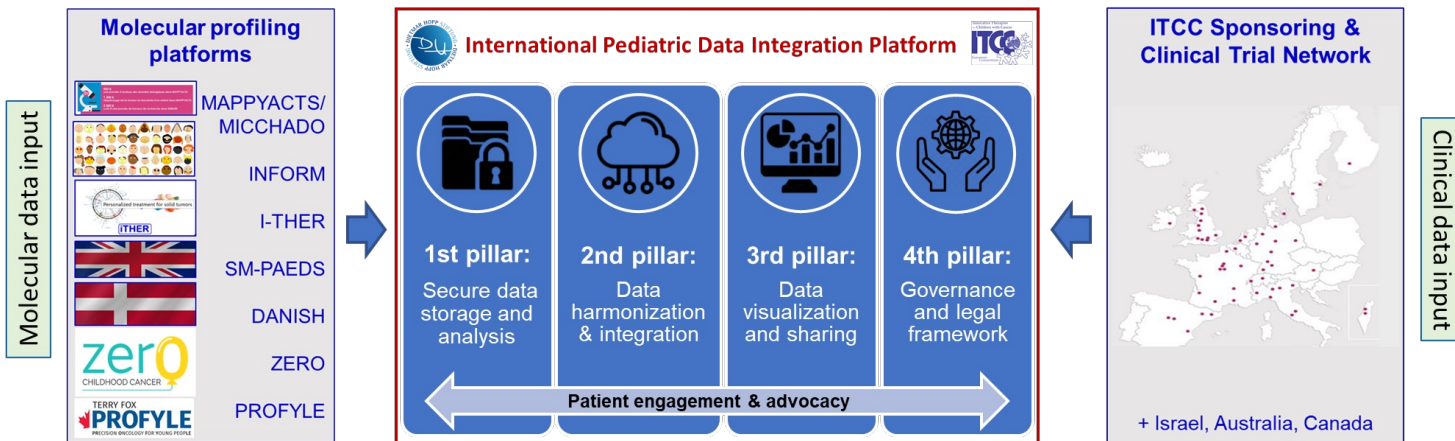 Molecular data input
Molecular profiling
platforms
MAPPYACTS/
MICCHADO
INFORM
Personalized treatment for solid tumors
iTHER
I-THER
SM-PAEDS
DANISH
zero
CHILDHOOD CANCER
ZERO
TERRY FOX
PROFYLE
PRECISION ONCOLOGY FOR YOUNG PEOPLE
PROFYLE
DIETMAR HOPP STIFTUNG
International Pediatric Data Integration Platform
ITCC
1st pillar:
Secure data
storage and
analysis
2nd pillar:
Data
harmonization
& integration
3rd pillar:
Data
visualization
and sharing
4th pillar:
Governance
and legal
framework
Patient engagement & advocacy
ITCC Sponsoring &
Clinical Trial Network
+ Israel, Australia, Canada
Clinical data input